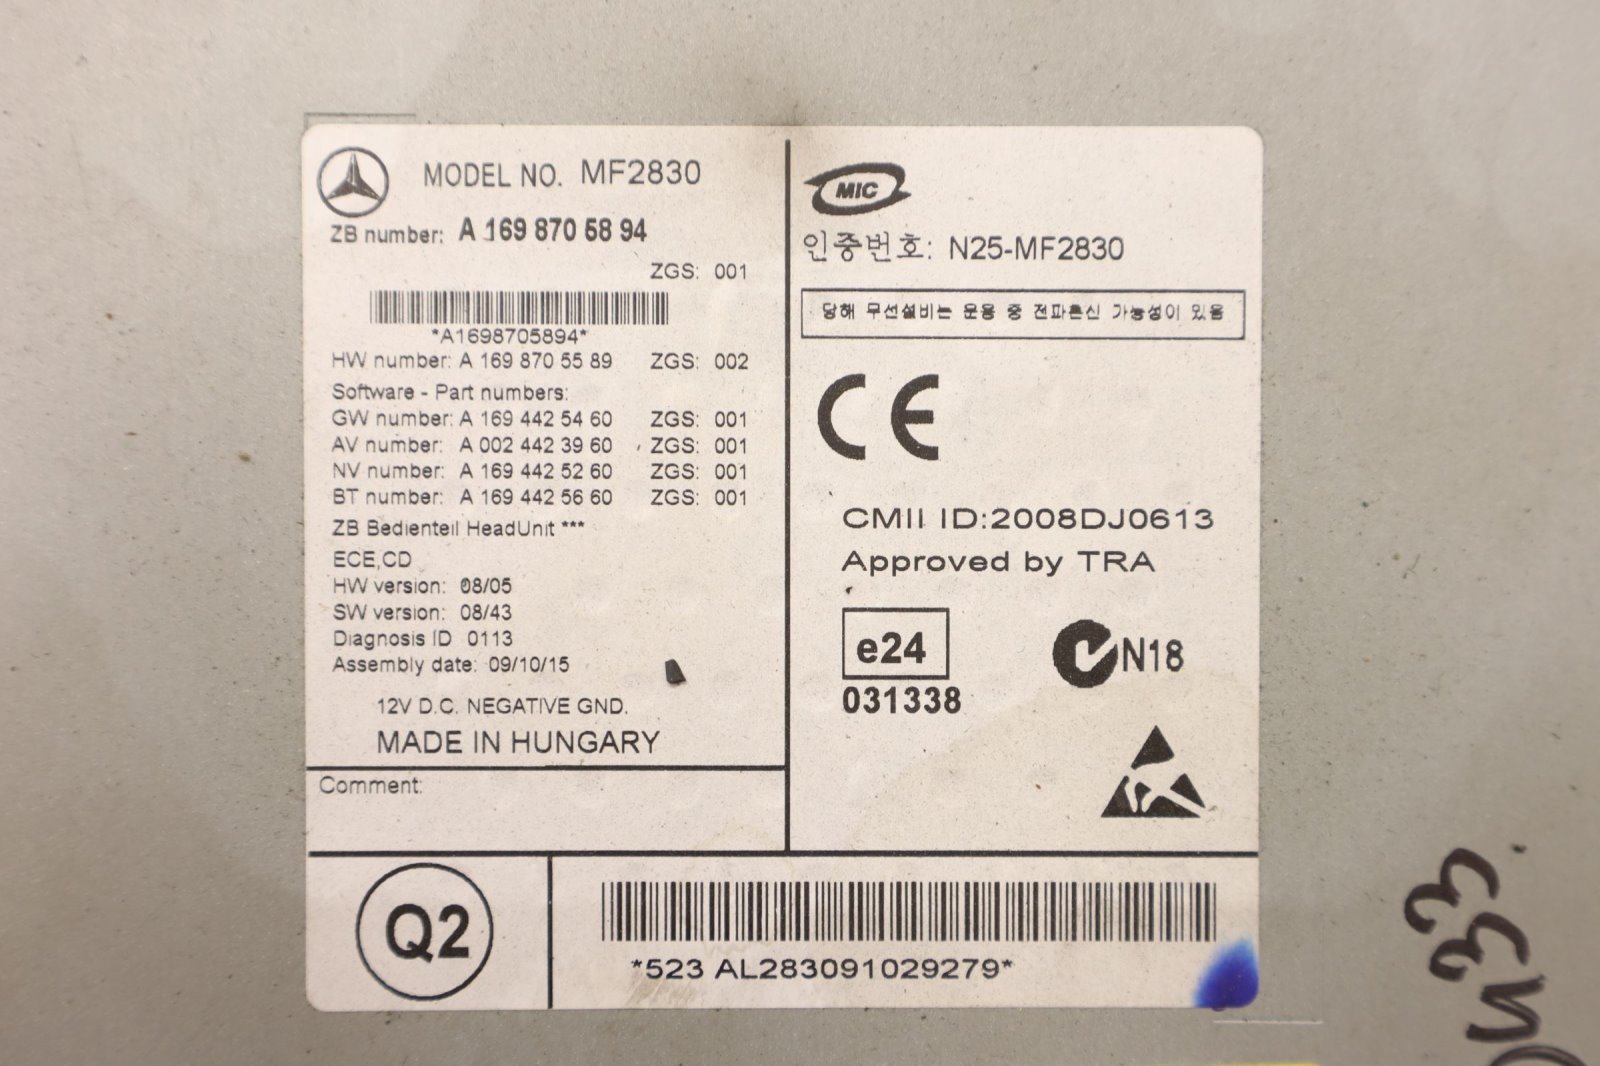 MODEL NO. MF2830
ZB number: A 169 870 58 94
ZGS: 001
*A1698705894*
HW number: A 169 870 55 89 ZGS: 002
Software - Part numbers:
GW number: A 169 442 54 60 ZGS: 001
AV number: A 002 442 39 60 ZGS: 001
NV number: A 169 442 52 60 ZGS: 001
BT number: A 169 442 56 60 ZGS: 001
ZB Bedienteil HeadUnit ***
ECE,CD
HW version: 08/05
SW version: 08/43
Diagnosis ID 0113
Assembly date: 09/10/15
12V D.C. NEGATIVE GND.
MADE IN HUNGARY
Comment:
MIC
인증번호: N25-MF2830
당해 무선설비는 운용 중 전파혼신 가능성이 있음
CE
CMII ID:2008DJ0613
Approved by TRA
e24
031338
N18
Q2
*523 AL283091029279*